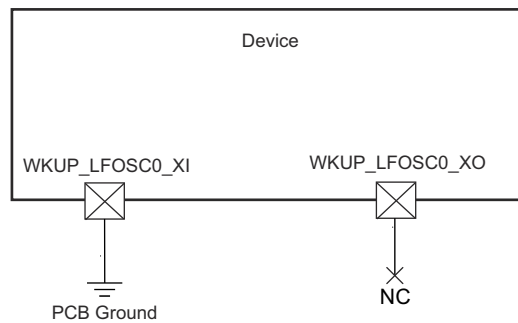 Device
WKUP_LFOSC0_XI
WKUP_LFOSC0_XO
PCB Ground
NC